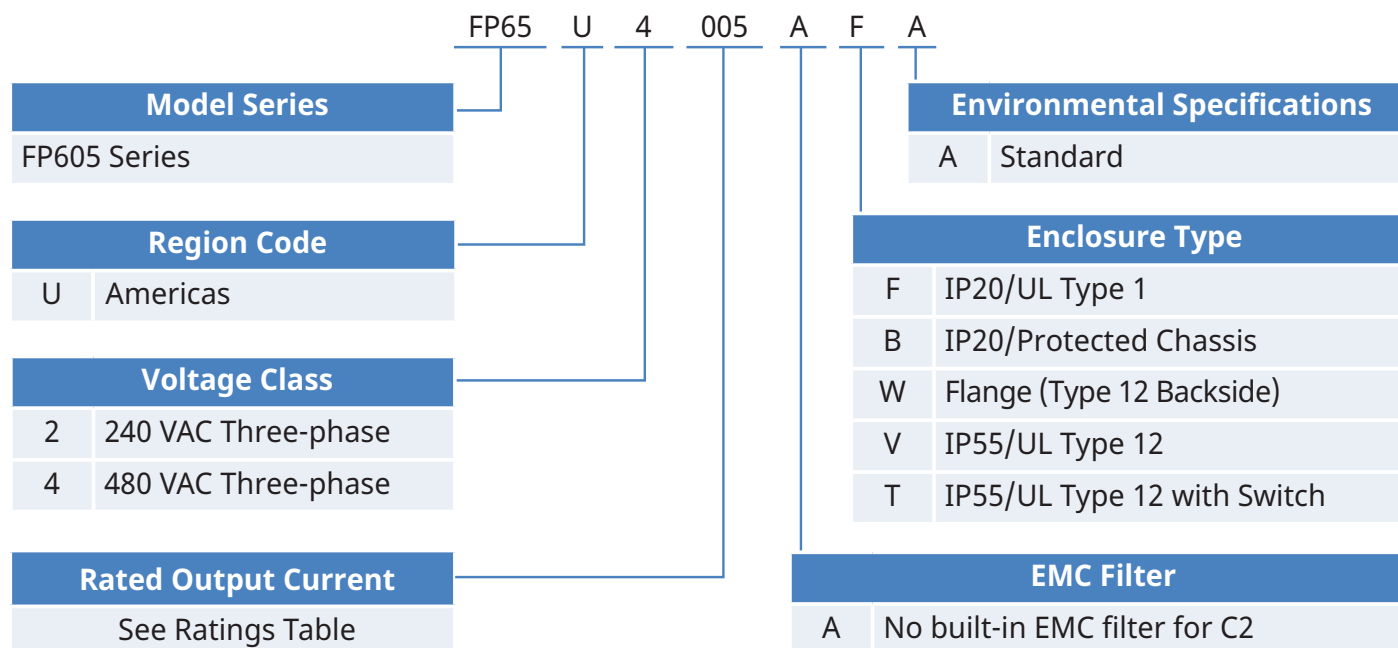 FP65 U 4 005 A F A
Model Series
FP605 Series
Region Code
U Americas
Voltage Class
2 240 VAC Three-phase
4 480 VAC Three-phase
Rated Output Current
See Ratings Table
Environmental Specifications
A Standard
Enclosure Type
F IP20/UL Type 1
B IP20/Protected Chassis
W Flange (Type 12 Backside)
V IP55/UL Type 12
T IP55/UL Type 12 with Switch
EMC Filter
A No built-in EMC filter for C2